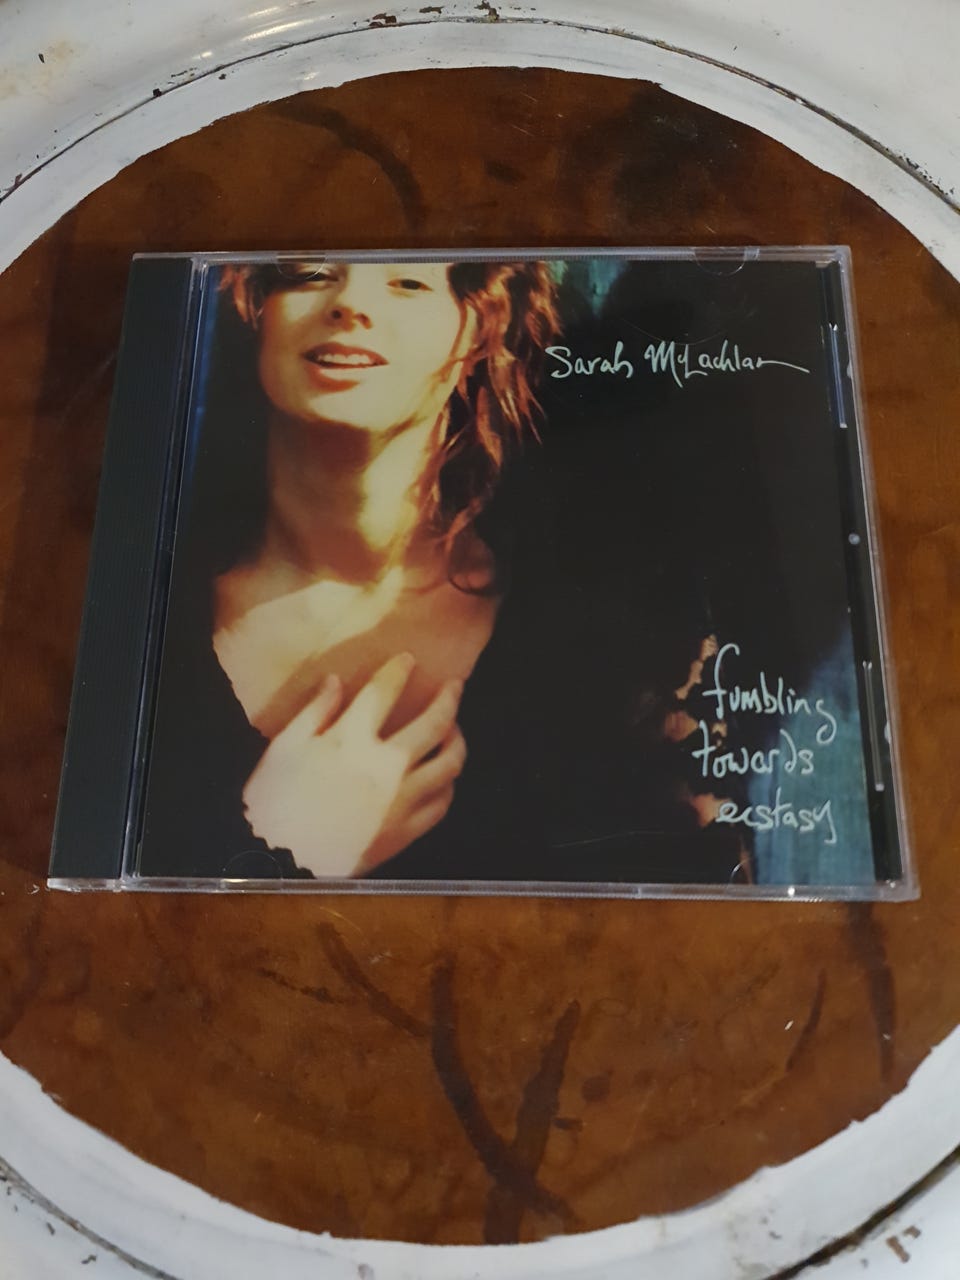 Sarah McLachlan
fumbling
towards
ecstasy